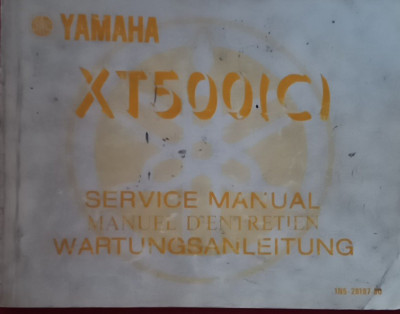 YAMAHA
XT500(C)
SERVICE MANUAL
MANUEL D'ENTRETIEN
WARTUNGSANLEITUNG